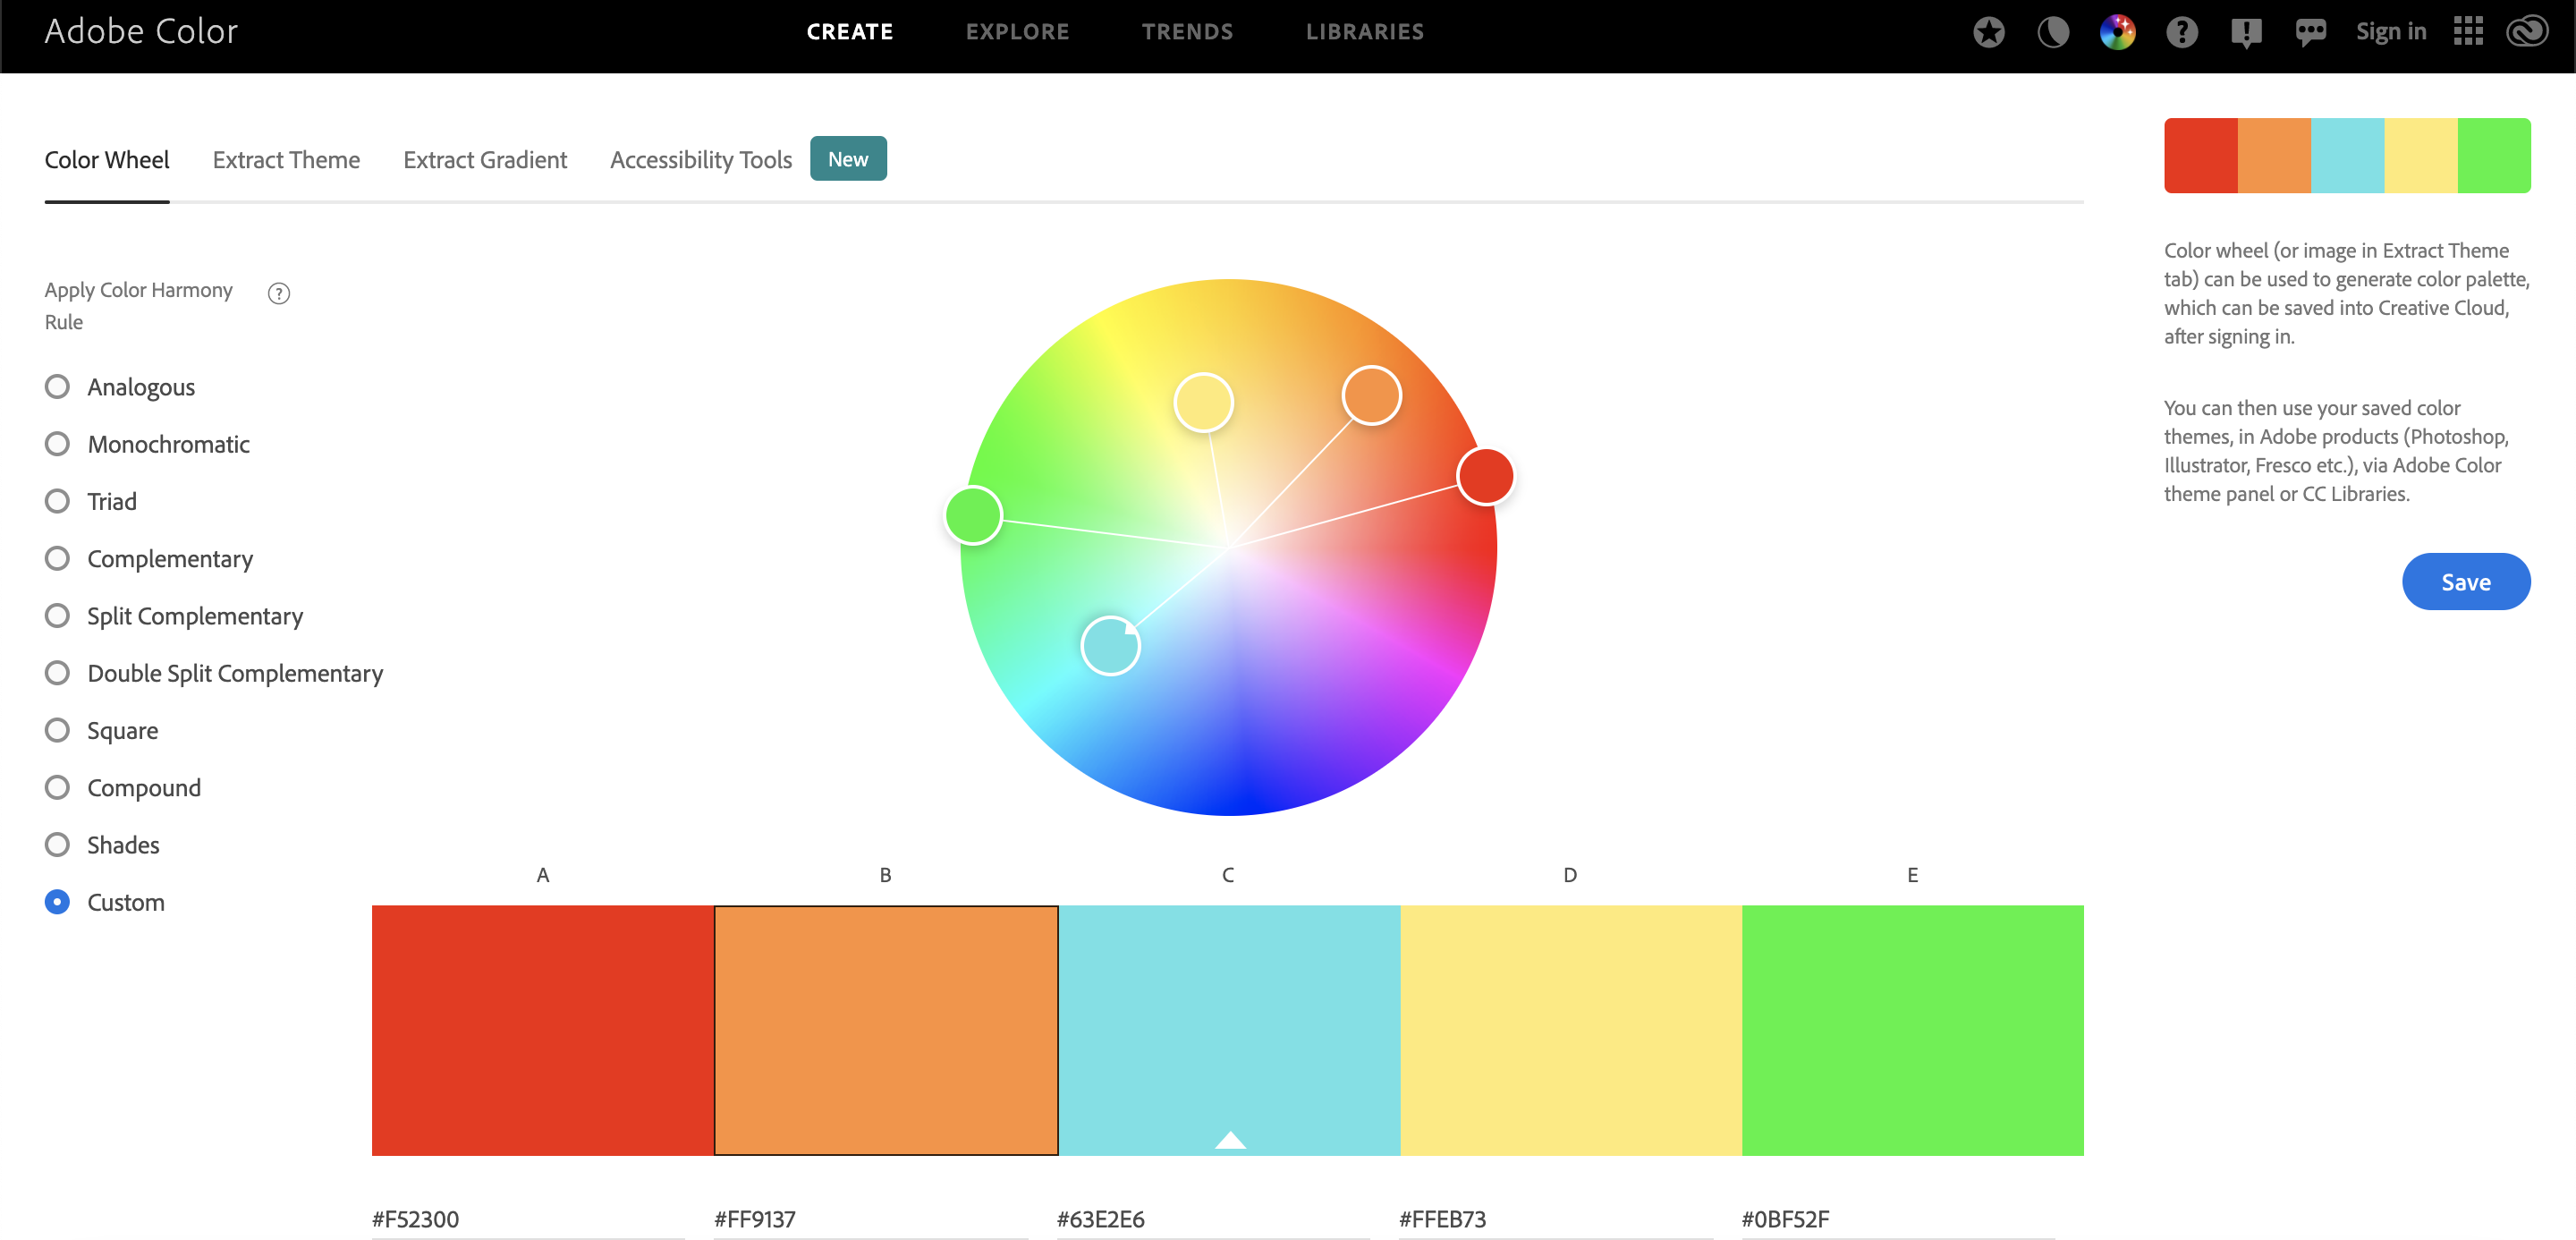 Adobe Color
CREATE
EXPLORE
TRENDS
LIBRARIES
Sign in
Color Wheel
Extract Theme
Extract Gradient
Accessibility Tools
New
Apply Color Harmony
Rule
?
Analogous
Monochromatic
Triad
Complementary
Split Complementary
Double Split Complementary
Square
Compound
Shades
Custom
Color wheel (or image in Extract Theme
tab) can be used to generate color palette,
which can be saved into Creative Cloud,
after signing in.
You can then use your saved color
themes, in Adobe products (Photoshop,
Illustrator, Fresco etc.), via Adobe Color
theme panel or CC Libraries.
Save
A
B
C
D
E
#F52300
#FF9137
#63E2E6
#FFEB73
#0BF52F